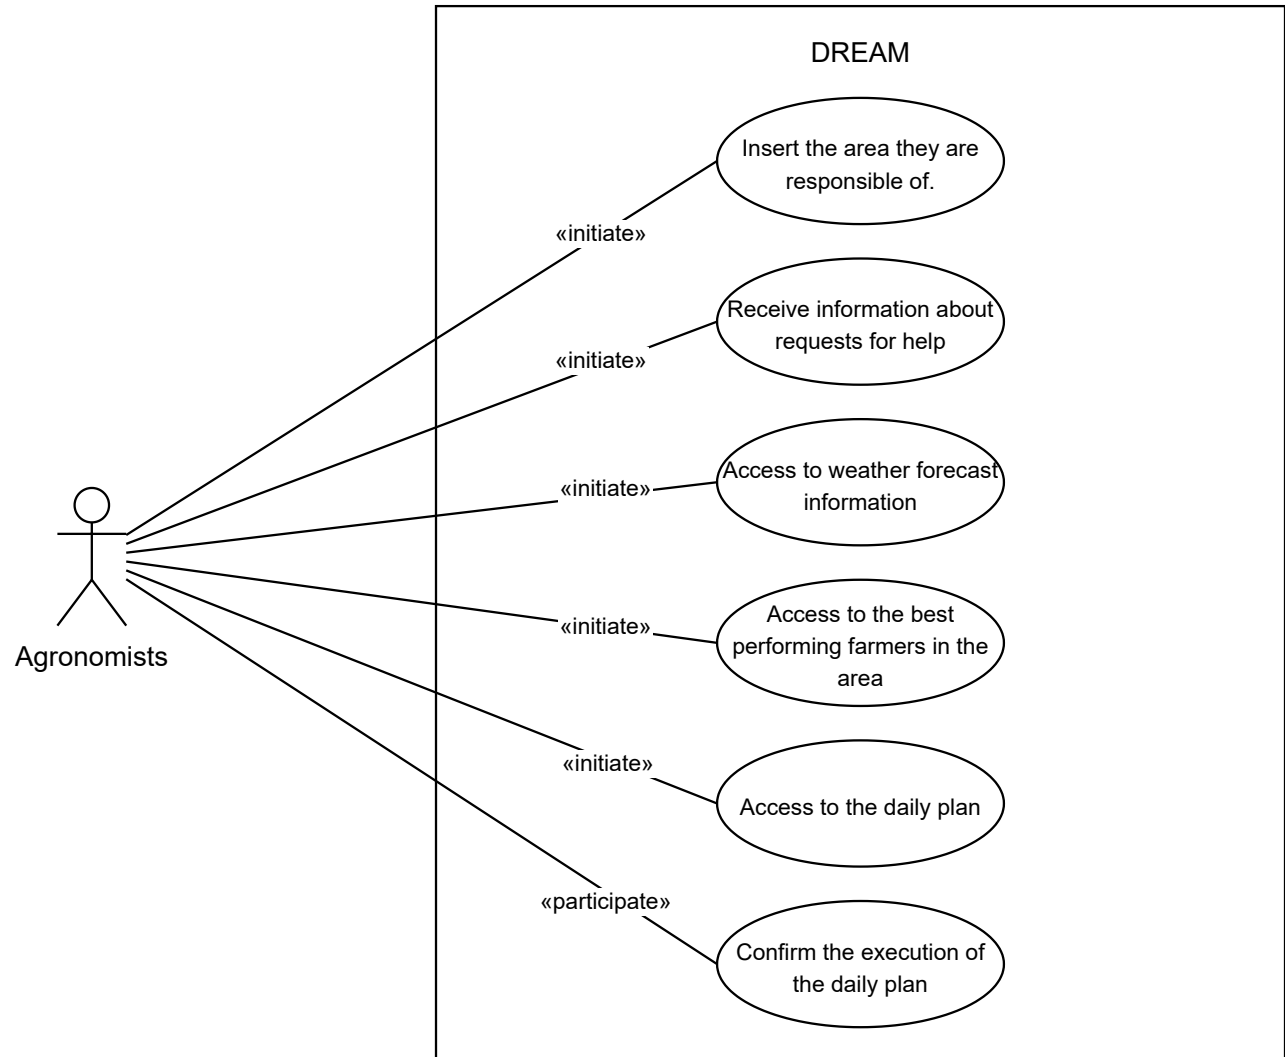 DREAM
Insert the area they are
responsible of.
«initiate»
Receive information about
requests for help
«initiate»
Access to weather forecast
information
«initiate»
Access to the best
performing farmers in the
area
«initiate»
Agronomists
Access to the daily plan
«initiate»
Confirm the execution of
the daily plan
«participate»